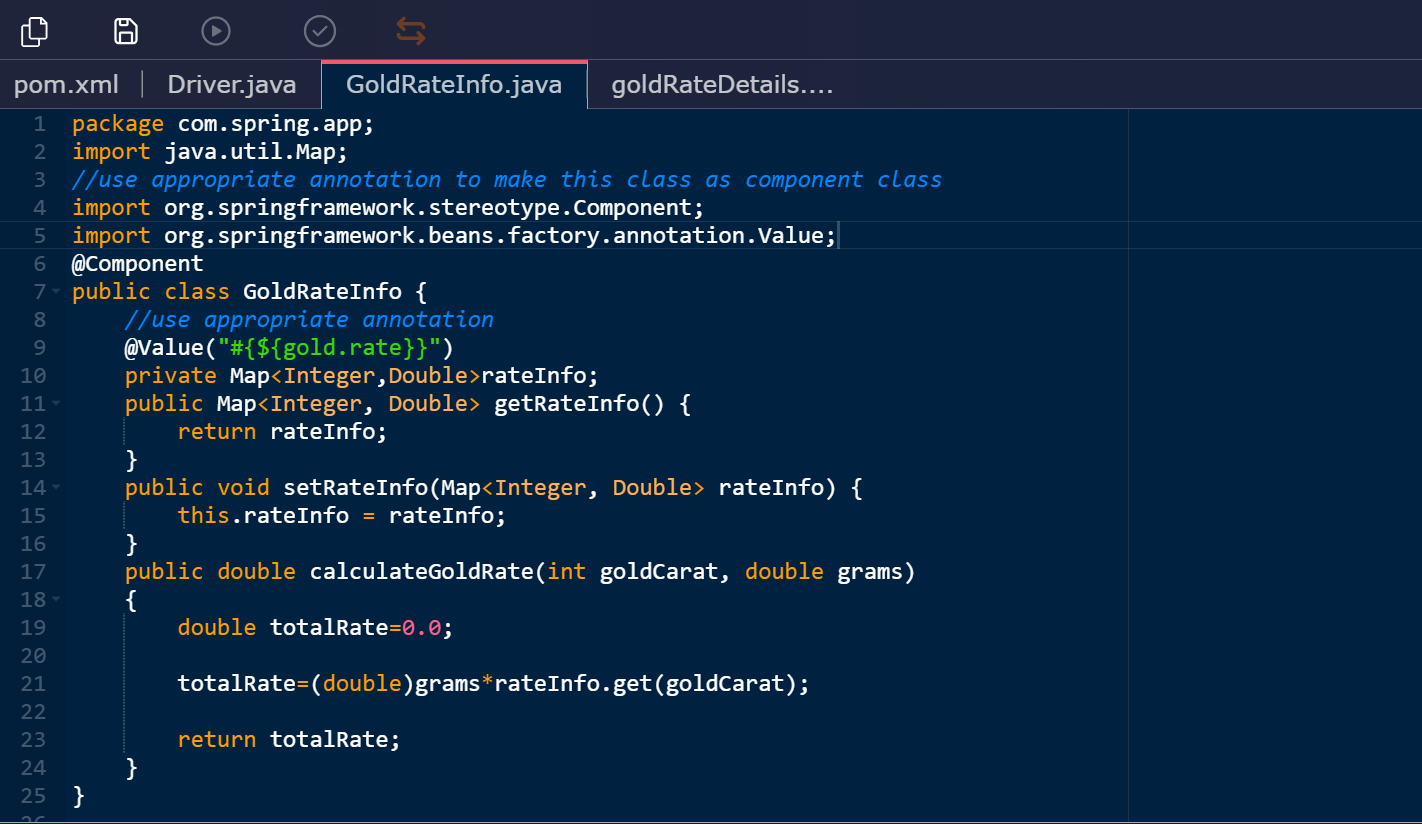 pom.xml Driver.java GoldRateInfo.java goldRateDetails....
1 package com.spring.app;
2 import java.util.Map;
3 //use appropriate annotation to make this class as component class
4 import org.springframework.stereotype.Component;
5 import org.springframework.beans.factory.annotation.Value;
6 @Component
7 public class GoldRateInfo {
8     //use appropriate annotation
9     @Value("#{${gold.rate}}")
10     private Map<Integer,Double>rateInfo;
11     public Map<Integer, Double> getRateInfo() {
12         return rateInfo;
13     }
14     public void setRateInfo(Map<Integer, Double> rateInfo) {
15         this.rateInfo = rateInfo;
16     }
17     public double calculateGoldRate(int goldCarat, double grams)
18     {
19         double totalRate=0.0;
20
21         totalRate=(double)grams*rateInfo.get(goldCarat);
22
23         return totalRate;
24     }
25 }